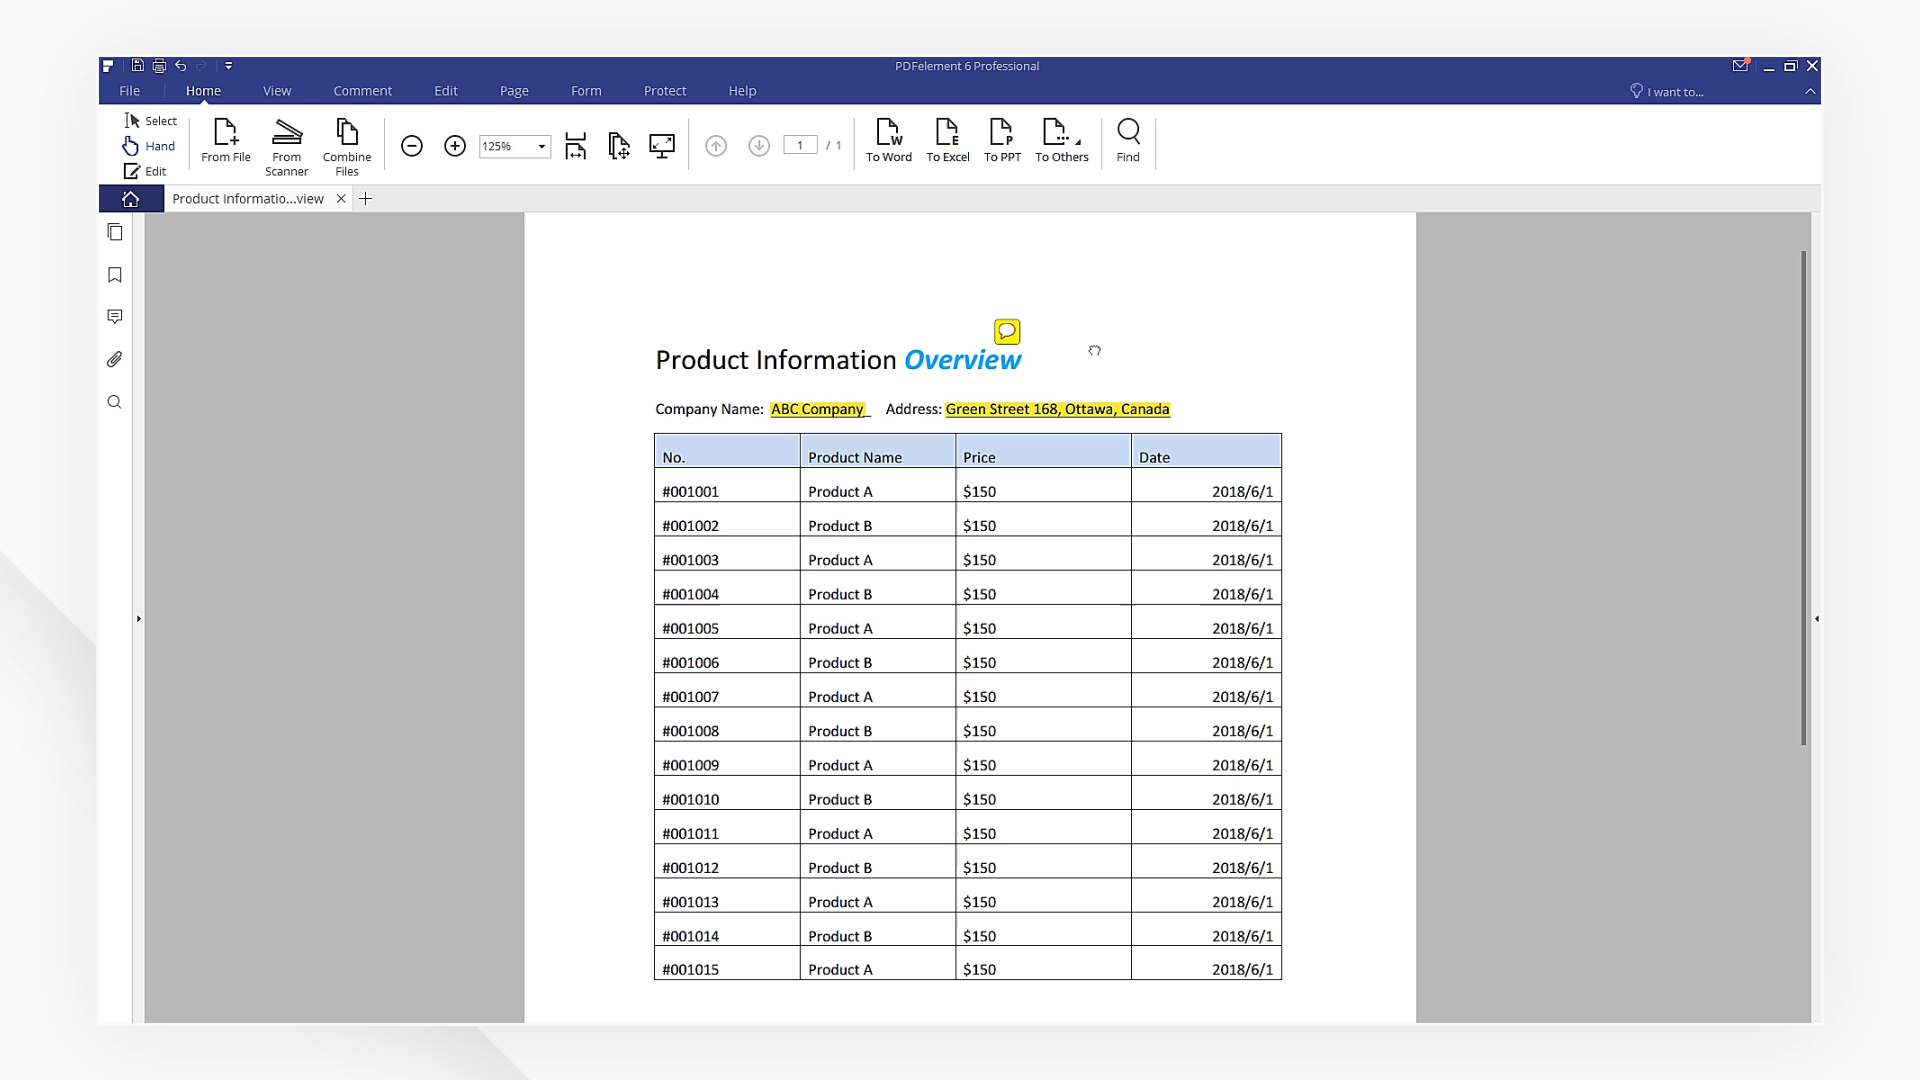 PDFelement 6 Professional
File Home View Comment Edit Page Form Protect Help I want to...
Select
Hand
Edit
From File
From Scanner
Combine Files
125%
1 / 1
To Word
To Excel
To PPT
To Others
Find
Product Informatio...view
Product Information Overview
Company Name: ABC Company_ Address: Green Street 168, Ottawa, Canada
No. Product Name Price Date
#001001 Product A $150 2018/6/1
#001002 Product B $150 2018/6/1
#001003 Product A $150 2018/6/1
#001004 Product B $150 2018/6/1
#001005 Product A $150 2018/6/1
#001006 Product B $150 2018/6/1
#001007 Product A $150 2018/6/1
#001008 Product B $150 2018/6/1
#001009 Product A $150 2018/6/1
#001010 Product B $150 2018/6/1
#001011 Product A $150 2018/6/1
#001012 Product B $150 2018/6/1
#001013 Product A $150 2018/6/1
#001014 Product B $150 2018/6/1
#001015 Product A $150 2018/6/1